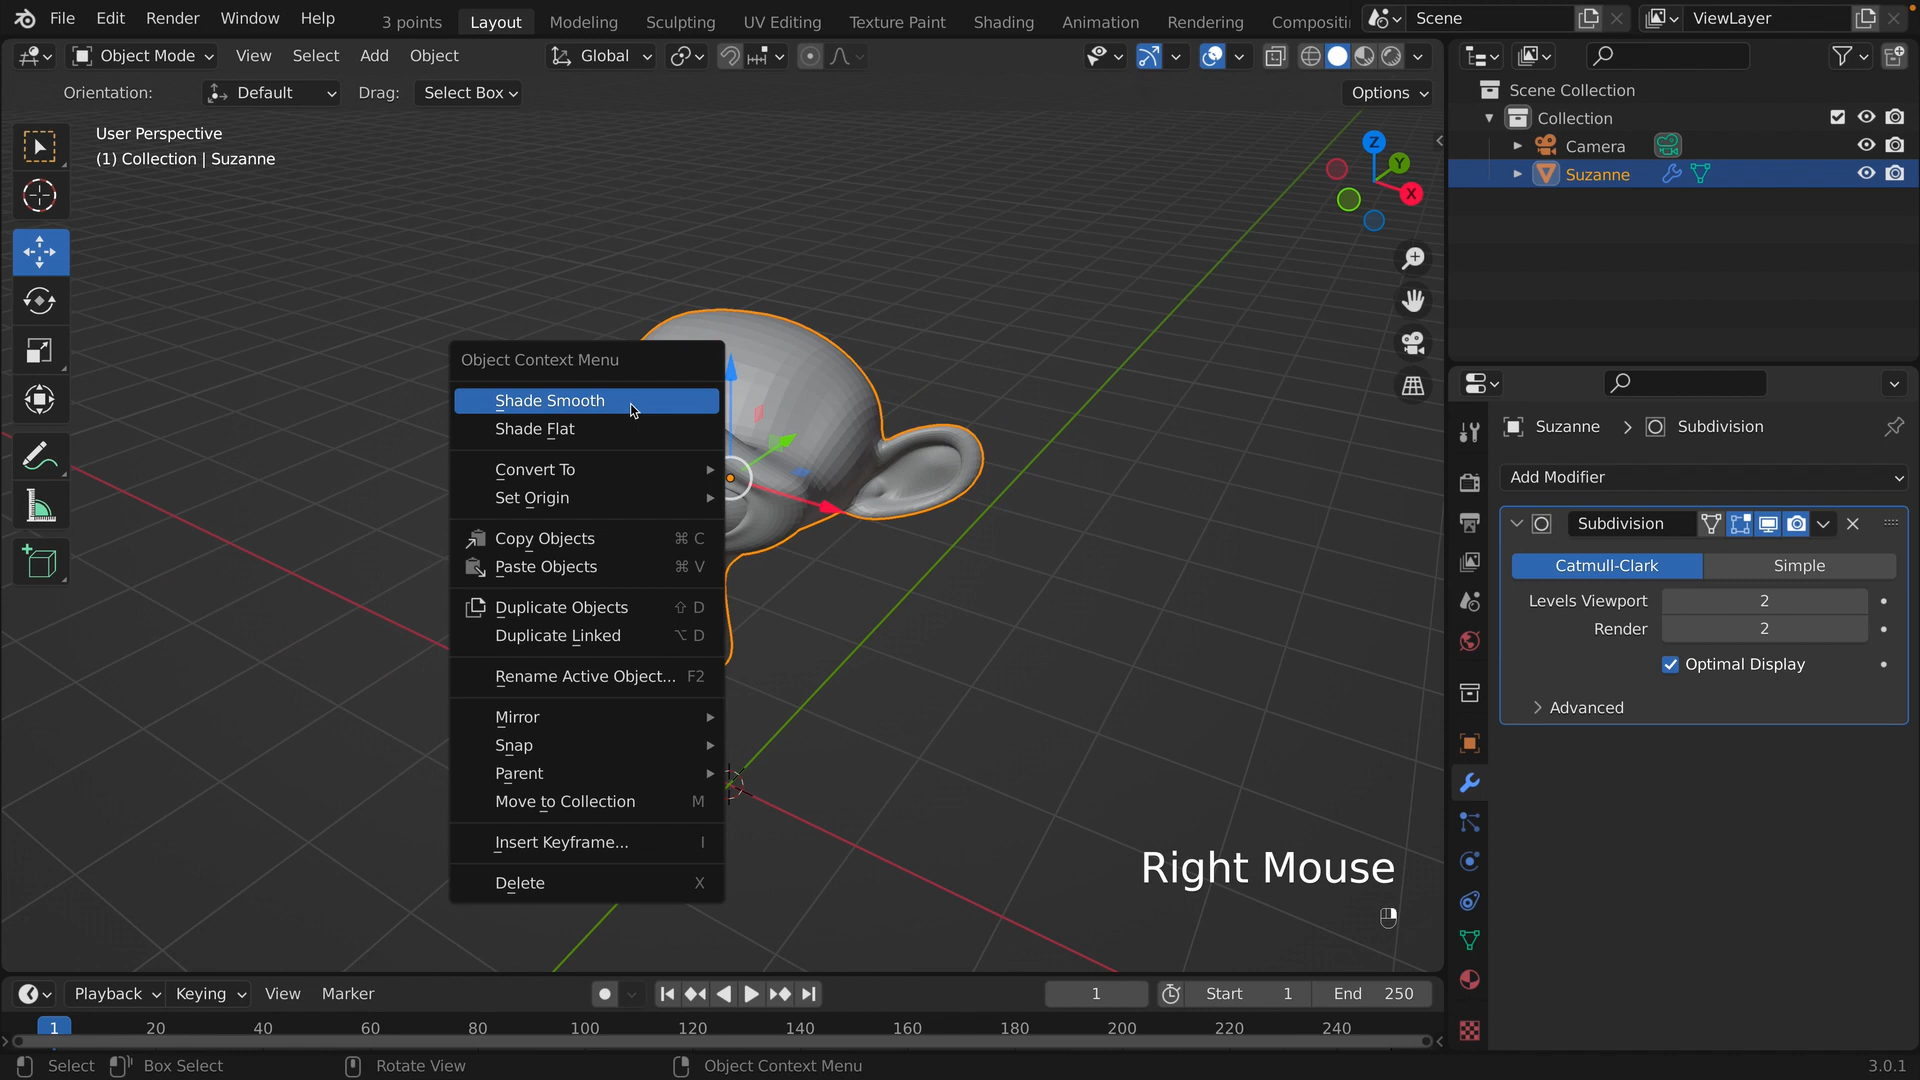 File Edit Render Window Help
3 points Layout Modeling Sculpting UV Editing Texture Paint Shading Animation Rendering Compositi
Scene
ViewLayer
Object Mode View Select Add Object
Global
Orientation: Default Drag: Select Box
Options
User Perspective
(1) Collection | Suzanne
Z
Y
X
Object Context Menu
Shade Smooth
Shade Flat
Convert To
Set Origin
Copy Objects ⌘ C
Paste Objects ⌘ V
Duplicate Objects ⇧ D
Duplicate Linked ⌥ D
Rename Active Object... F2
Mirror
Snap
Parent
Move to Collection M
Insert Keyframe... I
Delete X
Right Mouse
Scene Collection
Collection
Camera
Suzanne
Suzanne > Subdivision
Add Modifier
Subdivision
Catmull-Clark Simple
Levels Viewport 2
Render 2
Optimal Display
Advanced
Playback Keying View Marker
1
Start 1 End 250
1 20 40 60 80 100 120 140 160 180 200 220 240
Select Box Select Rotate View Object Context Menu 3.0.1